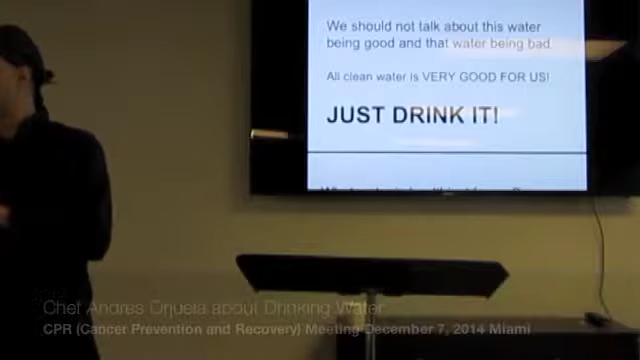 We should not talk about this water
being good and that water being bad.
All clean water is VERY GOOD FOR US!
JUST DRINK IT!
Chef Andres Orjuela about Drinking Water
CPR (Cancer Prevention and Recovery) Meeting December 7, 2014 Miami